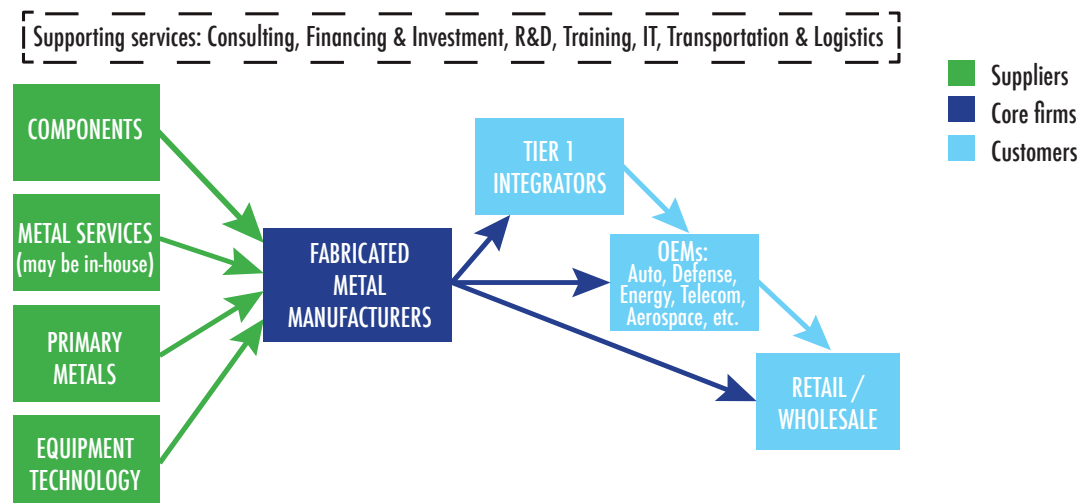 Supporting services: Consulting, Financing & Investment, R&D, Training, IT, Transportation & Logistics
Suppliers
Core firms
Customers
COMPONENTS
METAL SERVICES
(may be in-house)
PRIMARY
METALS
EQUIPMENT
TECHNOLOGY
FABRICATED
METAL
MANUFACTURERS
TIER 1
INTEGRATORS
OEMs:
Auto, Defense,
Energy, Telecom,
Aerospace, etc.
RETAIL /
WHOLESALE